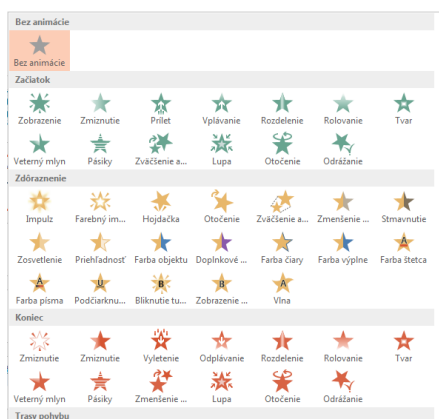 Bez animácie
Bez animácie
Začiatok
Zobrazenie Zmiznutie Prílet Vplávanie Rozdelenie Rolovanie Tvar
Veterný mlyn Pásiky Zväčšenie a... Lupa Otočenie Odrážanie
Zdôraznenie
Impulz Farebný im... Hojdačka Otočenie Zväčšenie a... Zmenšenie ... Stmavnutie
Zosvetlenie Priehľadnosť Farba objektu Doplnkové ... Farba čiary Farba výplne Farba štetca
Farba písma Podčiarknu... Bliknutie tu... Zobrazenie ... Vlna
Koniec
Zmiznutie Zmiznutie Vyletenie Odplávanie Rozdelenie Rolovanie Tvar
Veterný mlyn Pásiky Zmenšenie ... Lupa Otočenie Odrážanie
Trasy pohybu